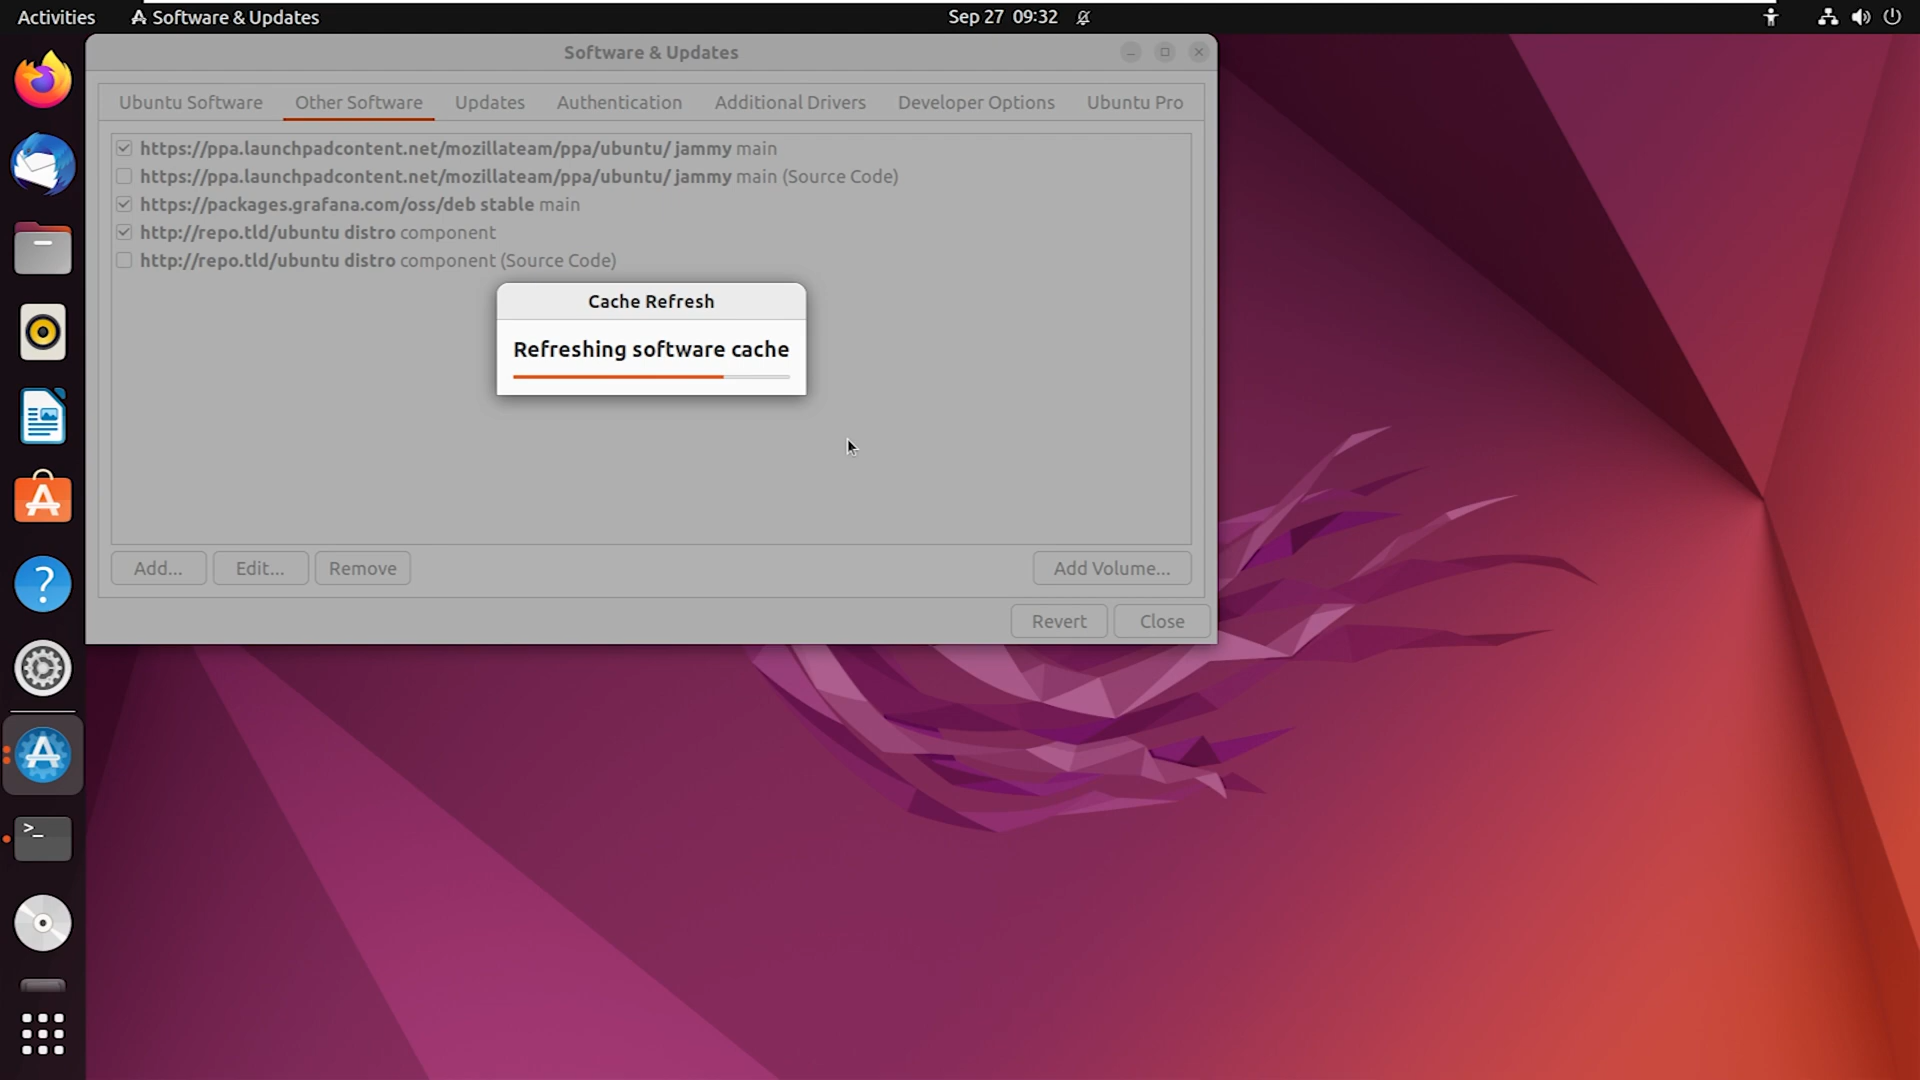 Activities
Software & Updates
Sep 27 09:32
Software & Updates
Ubuntu Software
Other Software
Updates
Authentication
Additional Drivers
Developer Options
Ubuntu Pro
https://ppa.launchpadcontent.net/mozillateam/ppa/ubuntu/ jammy main
https://ppa.launchpadcontent.net/mozillateam/ppa/ubuntu/ jammy main (Source Code)
https://packages.grafana.com/oss/deb stable main
http://repo.tld/ubuntu distro component
http://repo.tld/ubuntu distro component (Source Code)
Cache Refresh
Refreshing software cache
Add...
Edit...
Remove
Add Volume...
Revert
Close